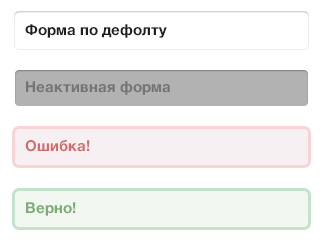 Форма по дефолту
Неактивная форма
Ошибка!
Верно!